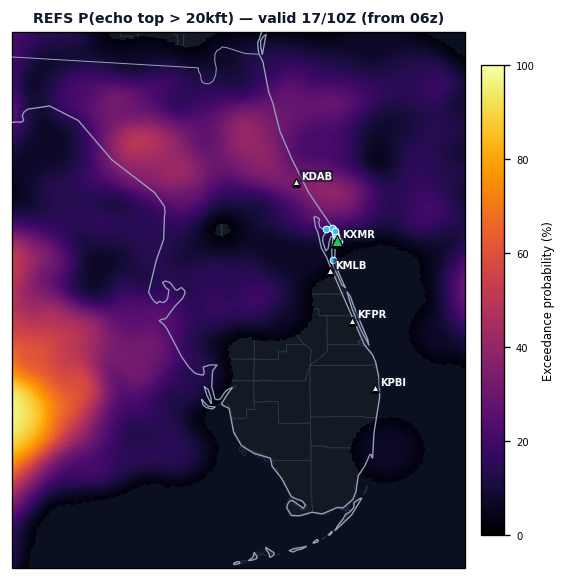 REFS P(echo top > 20kft) — valid 17/10Z (from 06z)
100
80
60
40
20
0
Exceedance probability (%)
KDAB
KXMR
KMLB
KFPR
KPBI